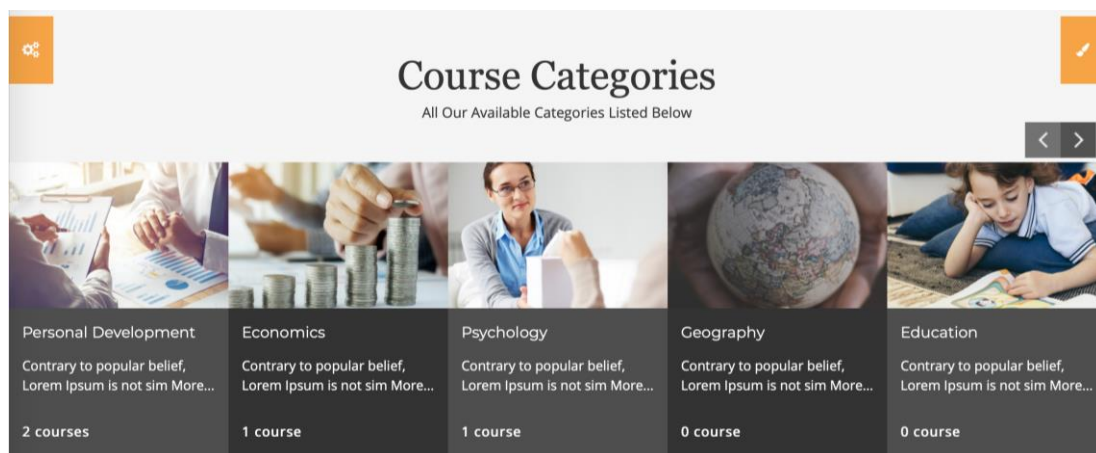 Course Categories
All Our Available Categories Listed Below
Personal Development
Contrary to popular belief,
Lorem Ipsum is not sim More...
2 courses
Economics
Contrary to popular belief,
Lorem Ipsum is not sim More...
1 course
Psychology
Contrary to popular belief,
Lorem Ipsum is not sim More...
1 course
Geography
Contrary to popular belief,
Lorem Ipsum is not sim More...
0 course
Education
Contrary to popular belief,
Lorem Ipsum is not sim More...
0 course